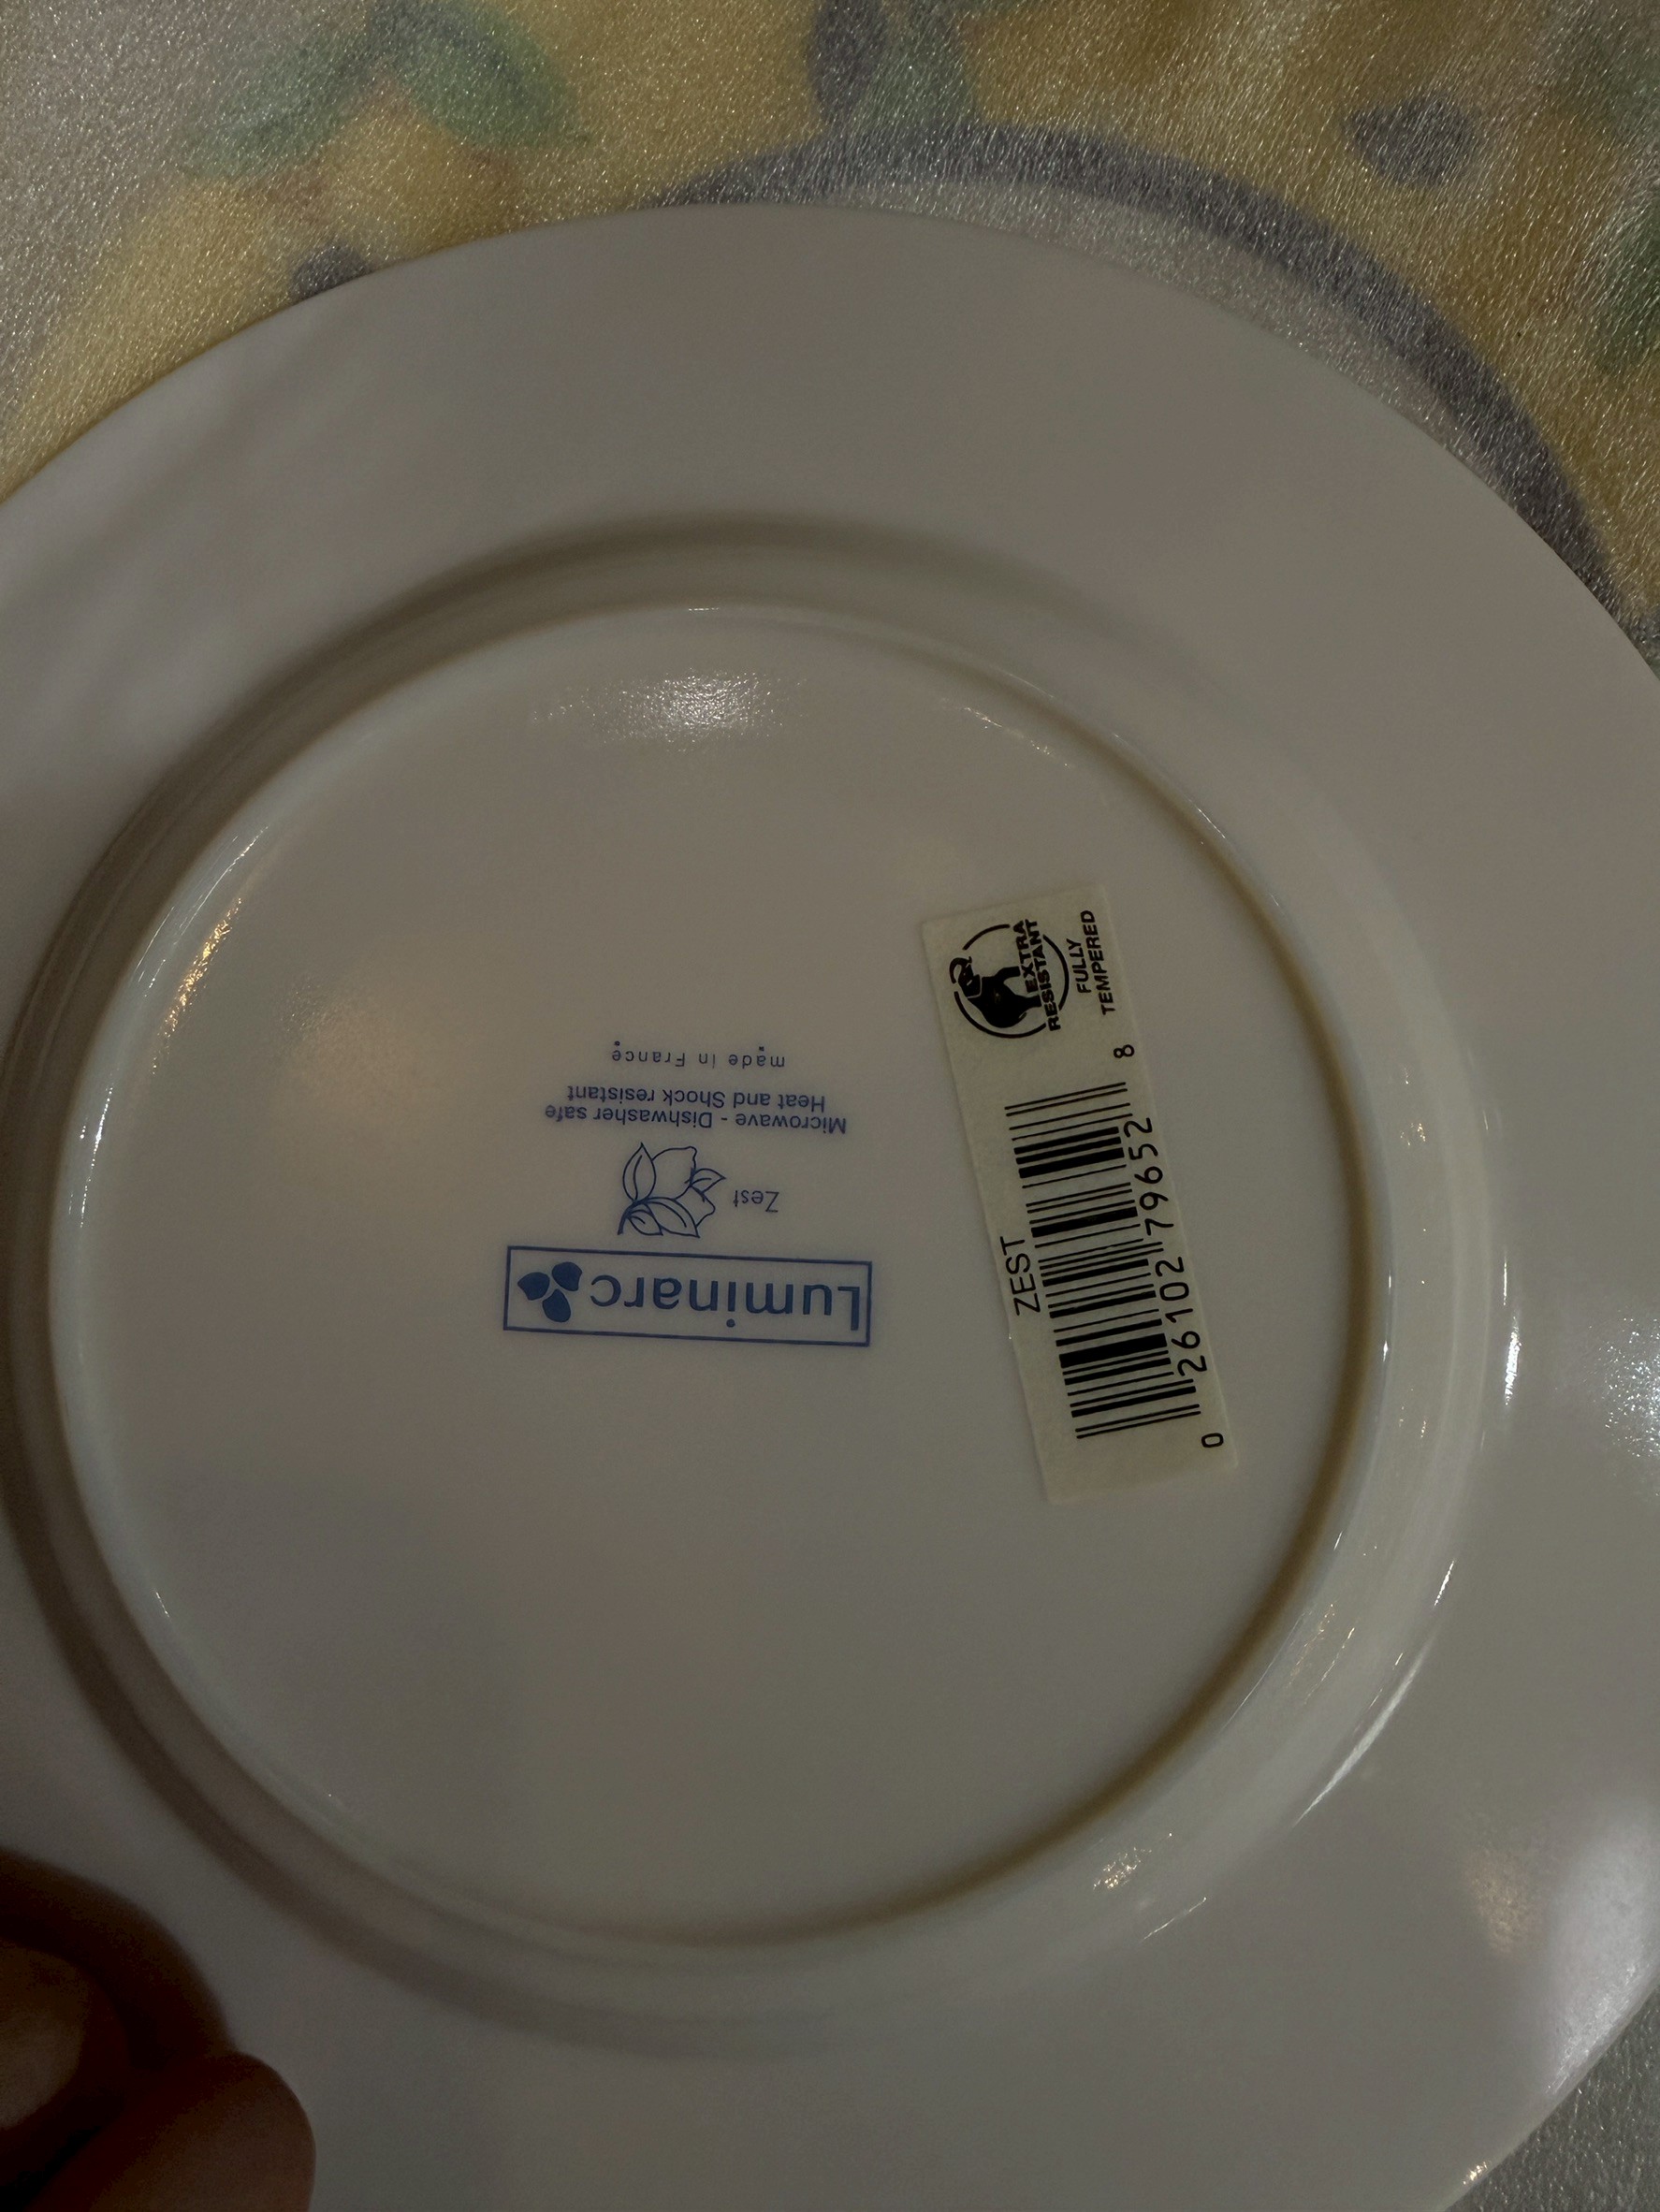 Luminarc
Zest
Microwave - Dishwasher safe
Heat and Shock resistant
made in France
EXTRA
RESISTANT
FULLY
TEMPERED
ZEST
0 26102 79652 8